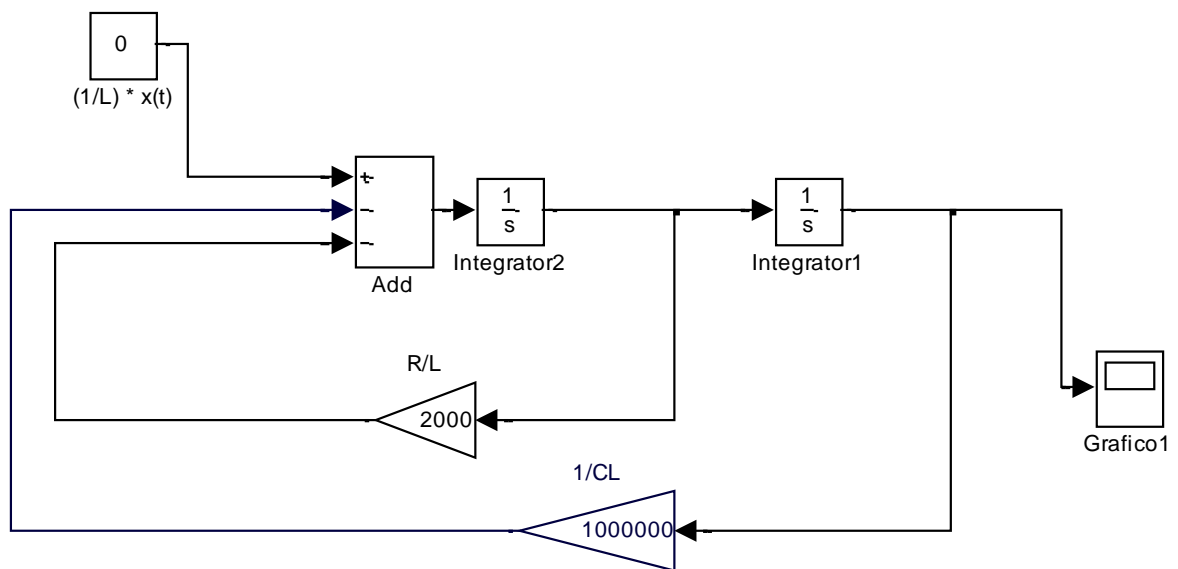 0
(1/L) * x(t)
+
-
-
Add
1
s
Integrator2
1
s
Integrator1
R/L
2000
Grafico1
1/CL
1000000